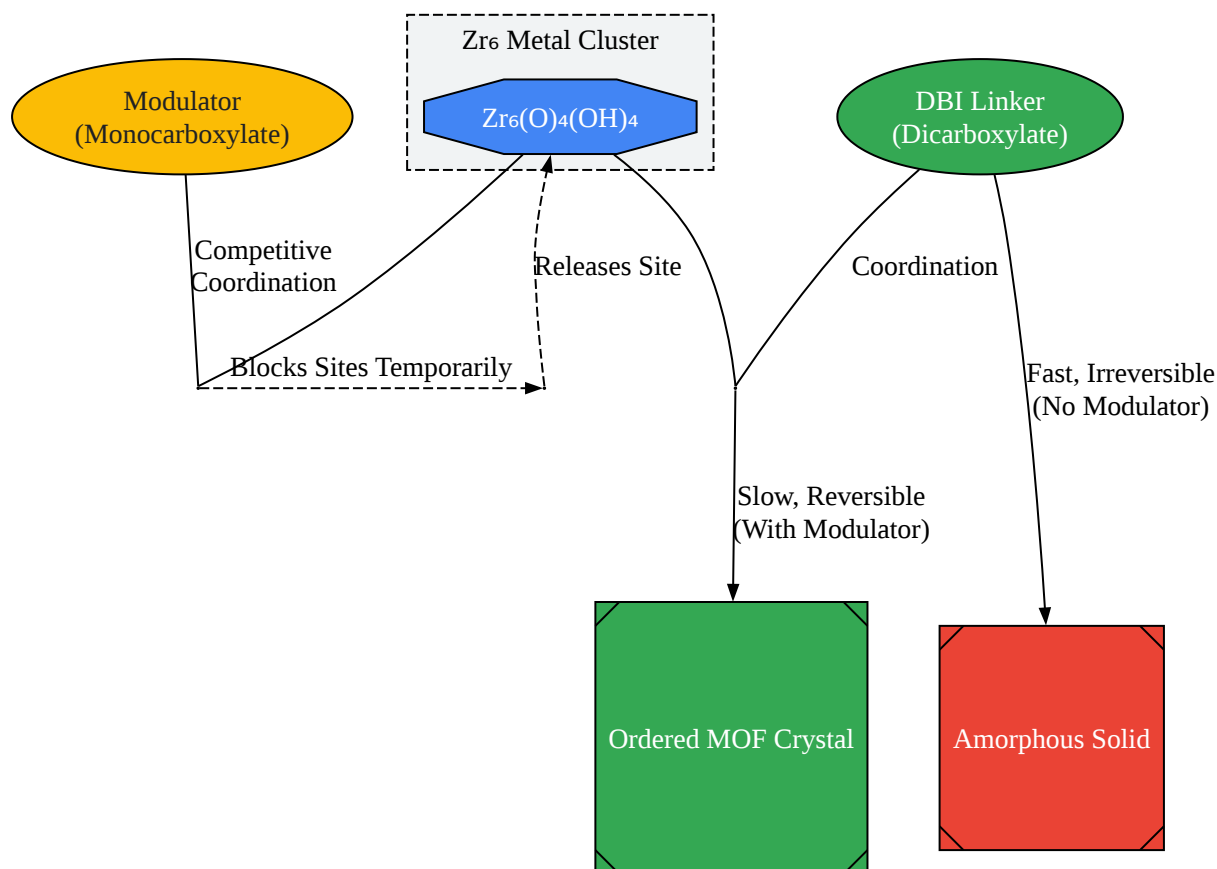 Zr₆ Metal Cluster
Modulator
(Monocarboxylate)
Zr₆(O)₄(OH)₄
DBI Linker
(Dicarboxylate)
Competitive
Coordination
Releases Site
Coordination
Blocks Sites Temporarily
Fast, Irreversible
(No Modulator)
Slow, Reversible
(With Modulator)
Ordered MOF Crystal
Amorphous Solid